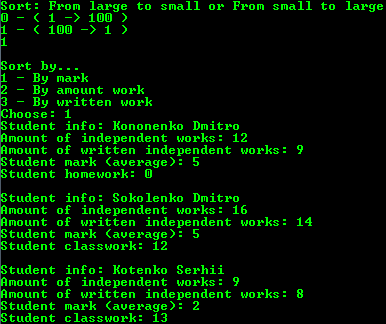 Sort: From large to small or From small to large
0 - ( 1 -> 100 )
1 - ( 100 -> 1 )
1
Sort by...
1 - By mark
2 - By amount work
3 - By written work
Choose: 1
Student info: Kononenko Dmitro
Amount of independent works: 12
Amount of written independent works: 9
Student mark (average): 5
Student homework: 0
Student info: Sokolenko Dmitro
Amount of independent works: 16
Amount of written independent works: 14
Student mark (average): 5
Student classwork: 12
Student info: Kotenko Serhii
Amount of independent works: 9
Amount of written independent works: 8
Student mark (average): 2
Student classwork: 13